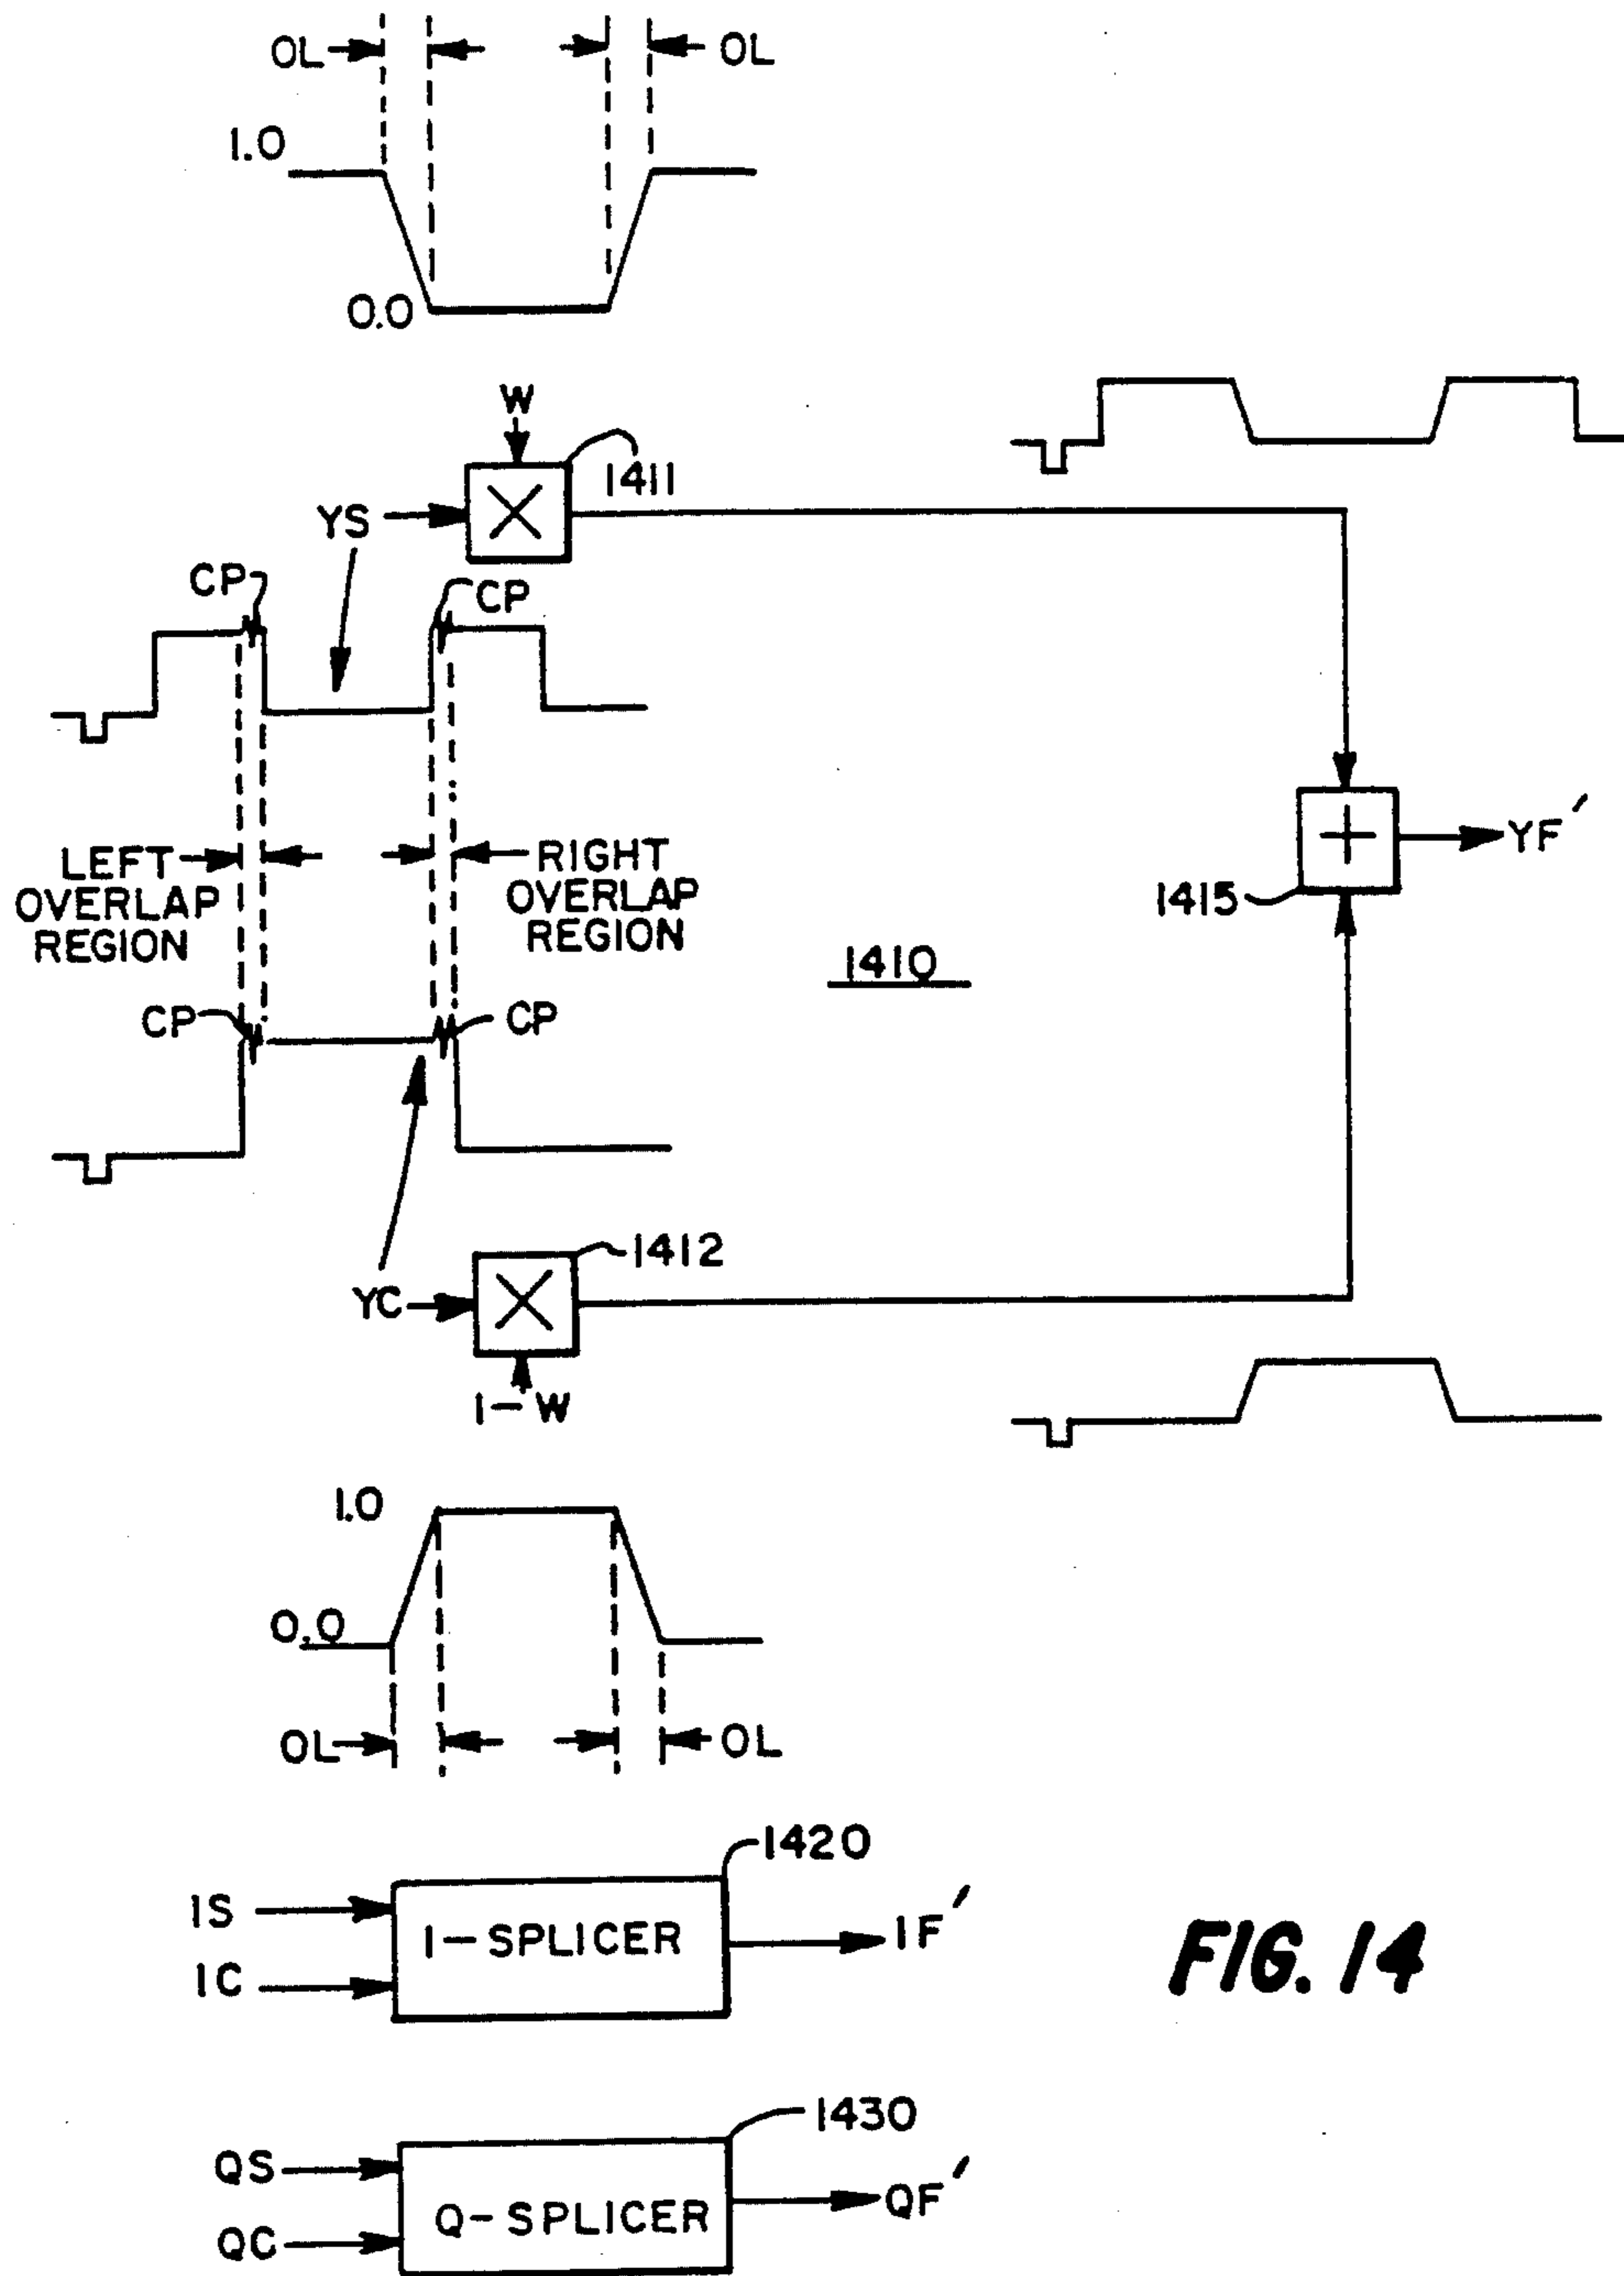 OL OL
1.0
0.0
W
1411
YS
CP CP
LEFT
OVERLAP
REGION
RIGHT
OVERLAP
REGION
1410
1415
YF'
CP CP
1412
YC
1-W
1.0
0.0
OL OL
1420
IS
IC
I-SPLICER
IF'
FIG. 14
1430
QS
QC
Q-SPLICER
QF'